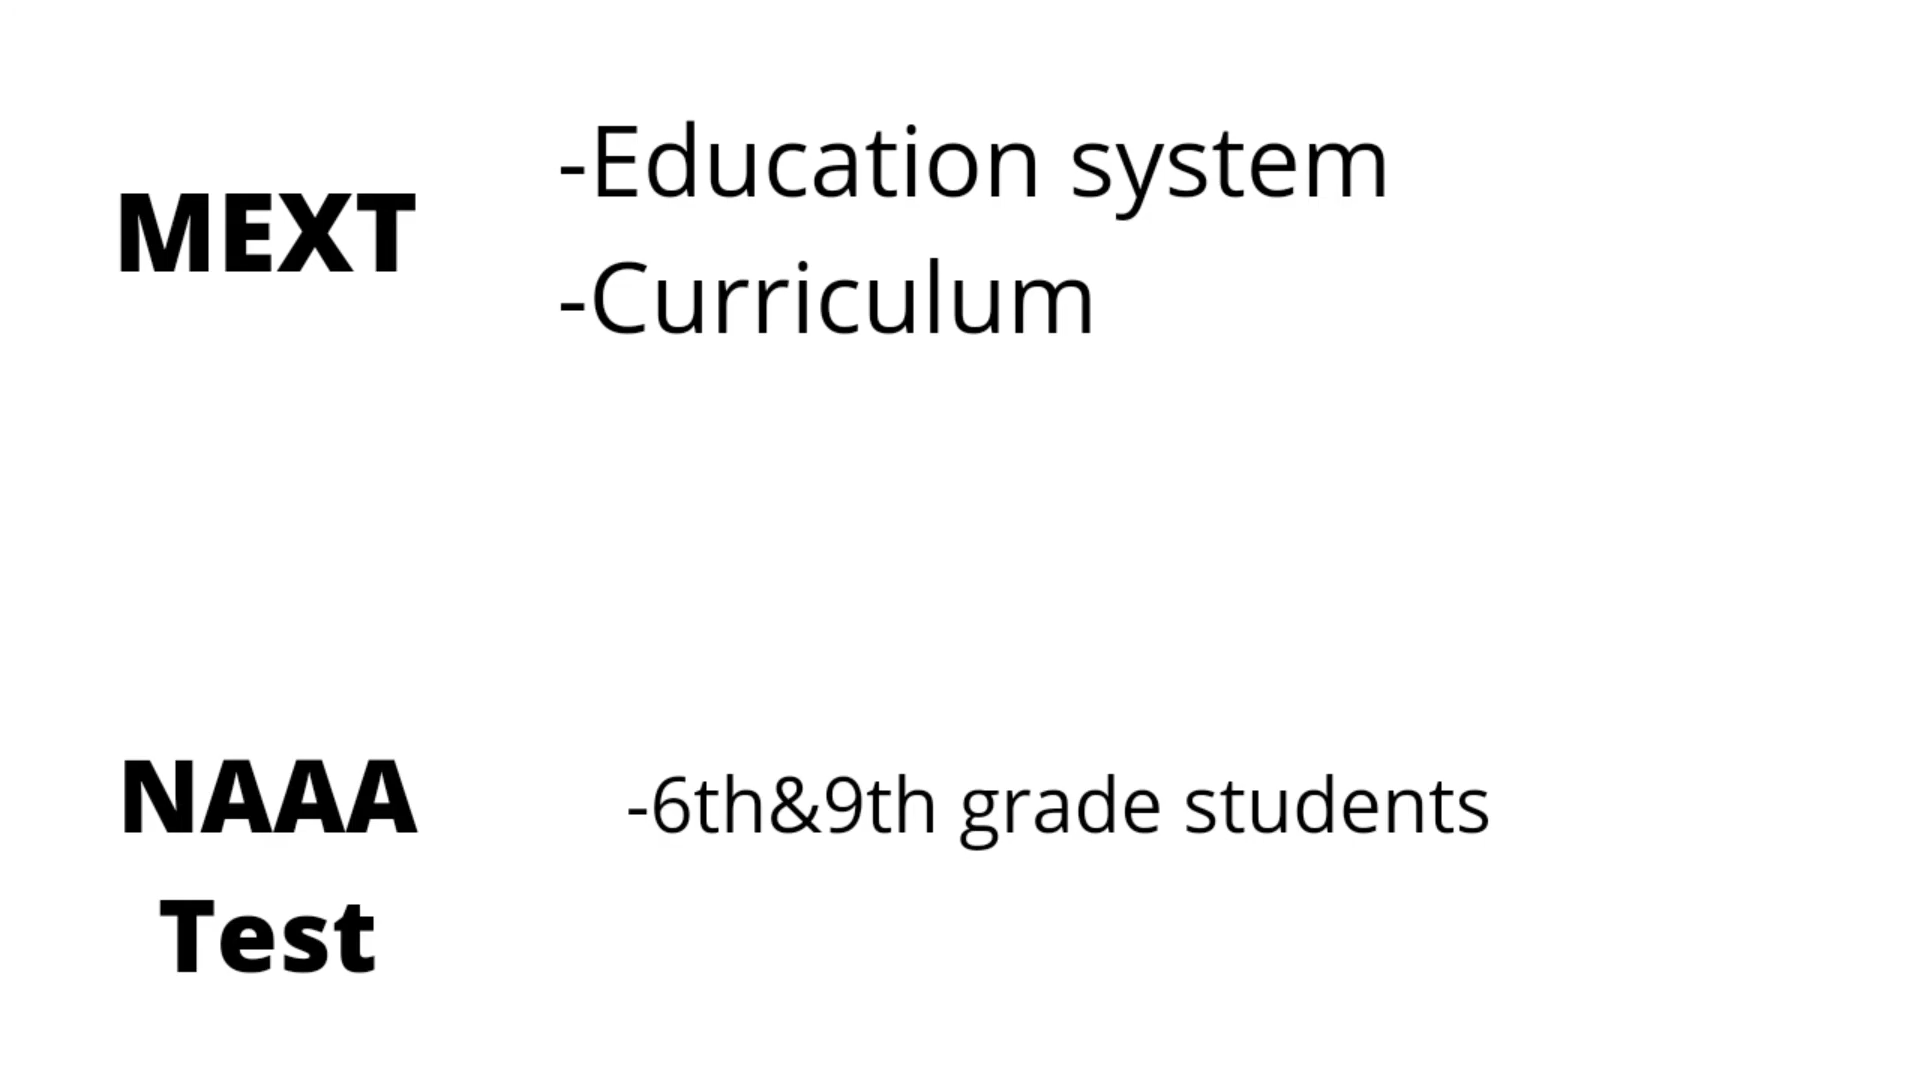 MEXT
-Education system
-Curriculum
NAAA
Test
-6th&9th grade students